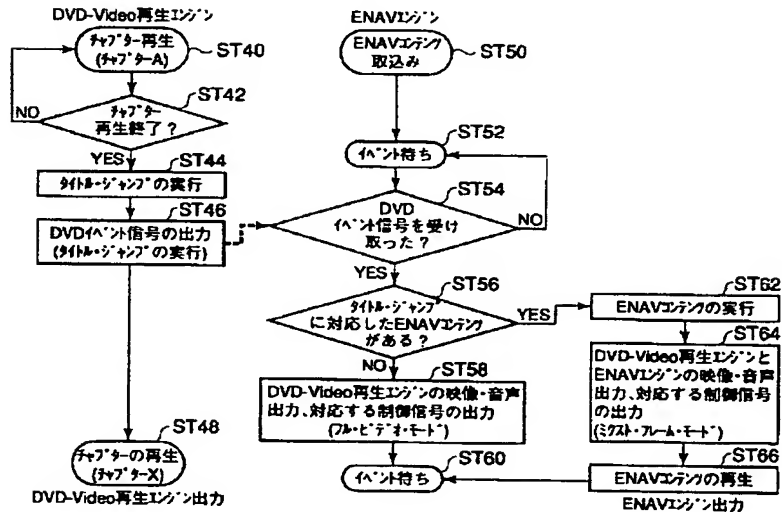 DVD-Video再生エンジン
チャプター再生
(チャプターA)
ST40
ST42
チャプター
再生終了？
NO
YES
ST44
タイトル・ジャンプの実行
ST46
DVDイベント信号の出力
(タイトル・ジャンプの実行)
ST48
チャプターの再生
(チャプターX)
DVD-Video再生エンジン出力
ENAVエンジン
ENAVコンテンツ
取込み
ST50
ST52
イベント待ち
ST54
DVD
イベント信号を受け
取った？
NO
YES
ST56
タイトル・ジャンプ
に対応したENAVコンテンツ
がある？
YES
NO
ST58
DVD-Video再生エンジンの映像・音声
出力、対応する制御信号の出力
(フル・ビデオ・モード)
ST60
イベント待ち
ST62
ENAVコンテンツの実行
ST64
DVD-Video再生エンジンと
ENAVエンジンの映像・音声
出力、対応する制御信号
の出力
(ミクスト・フレーム・モード)
ST66
ENAVコンテンツの再生
ENAVエンジン出力